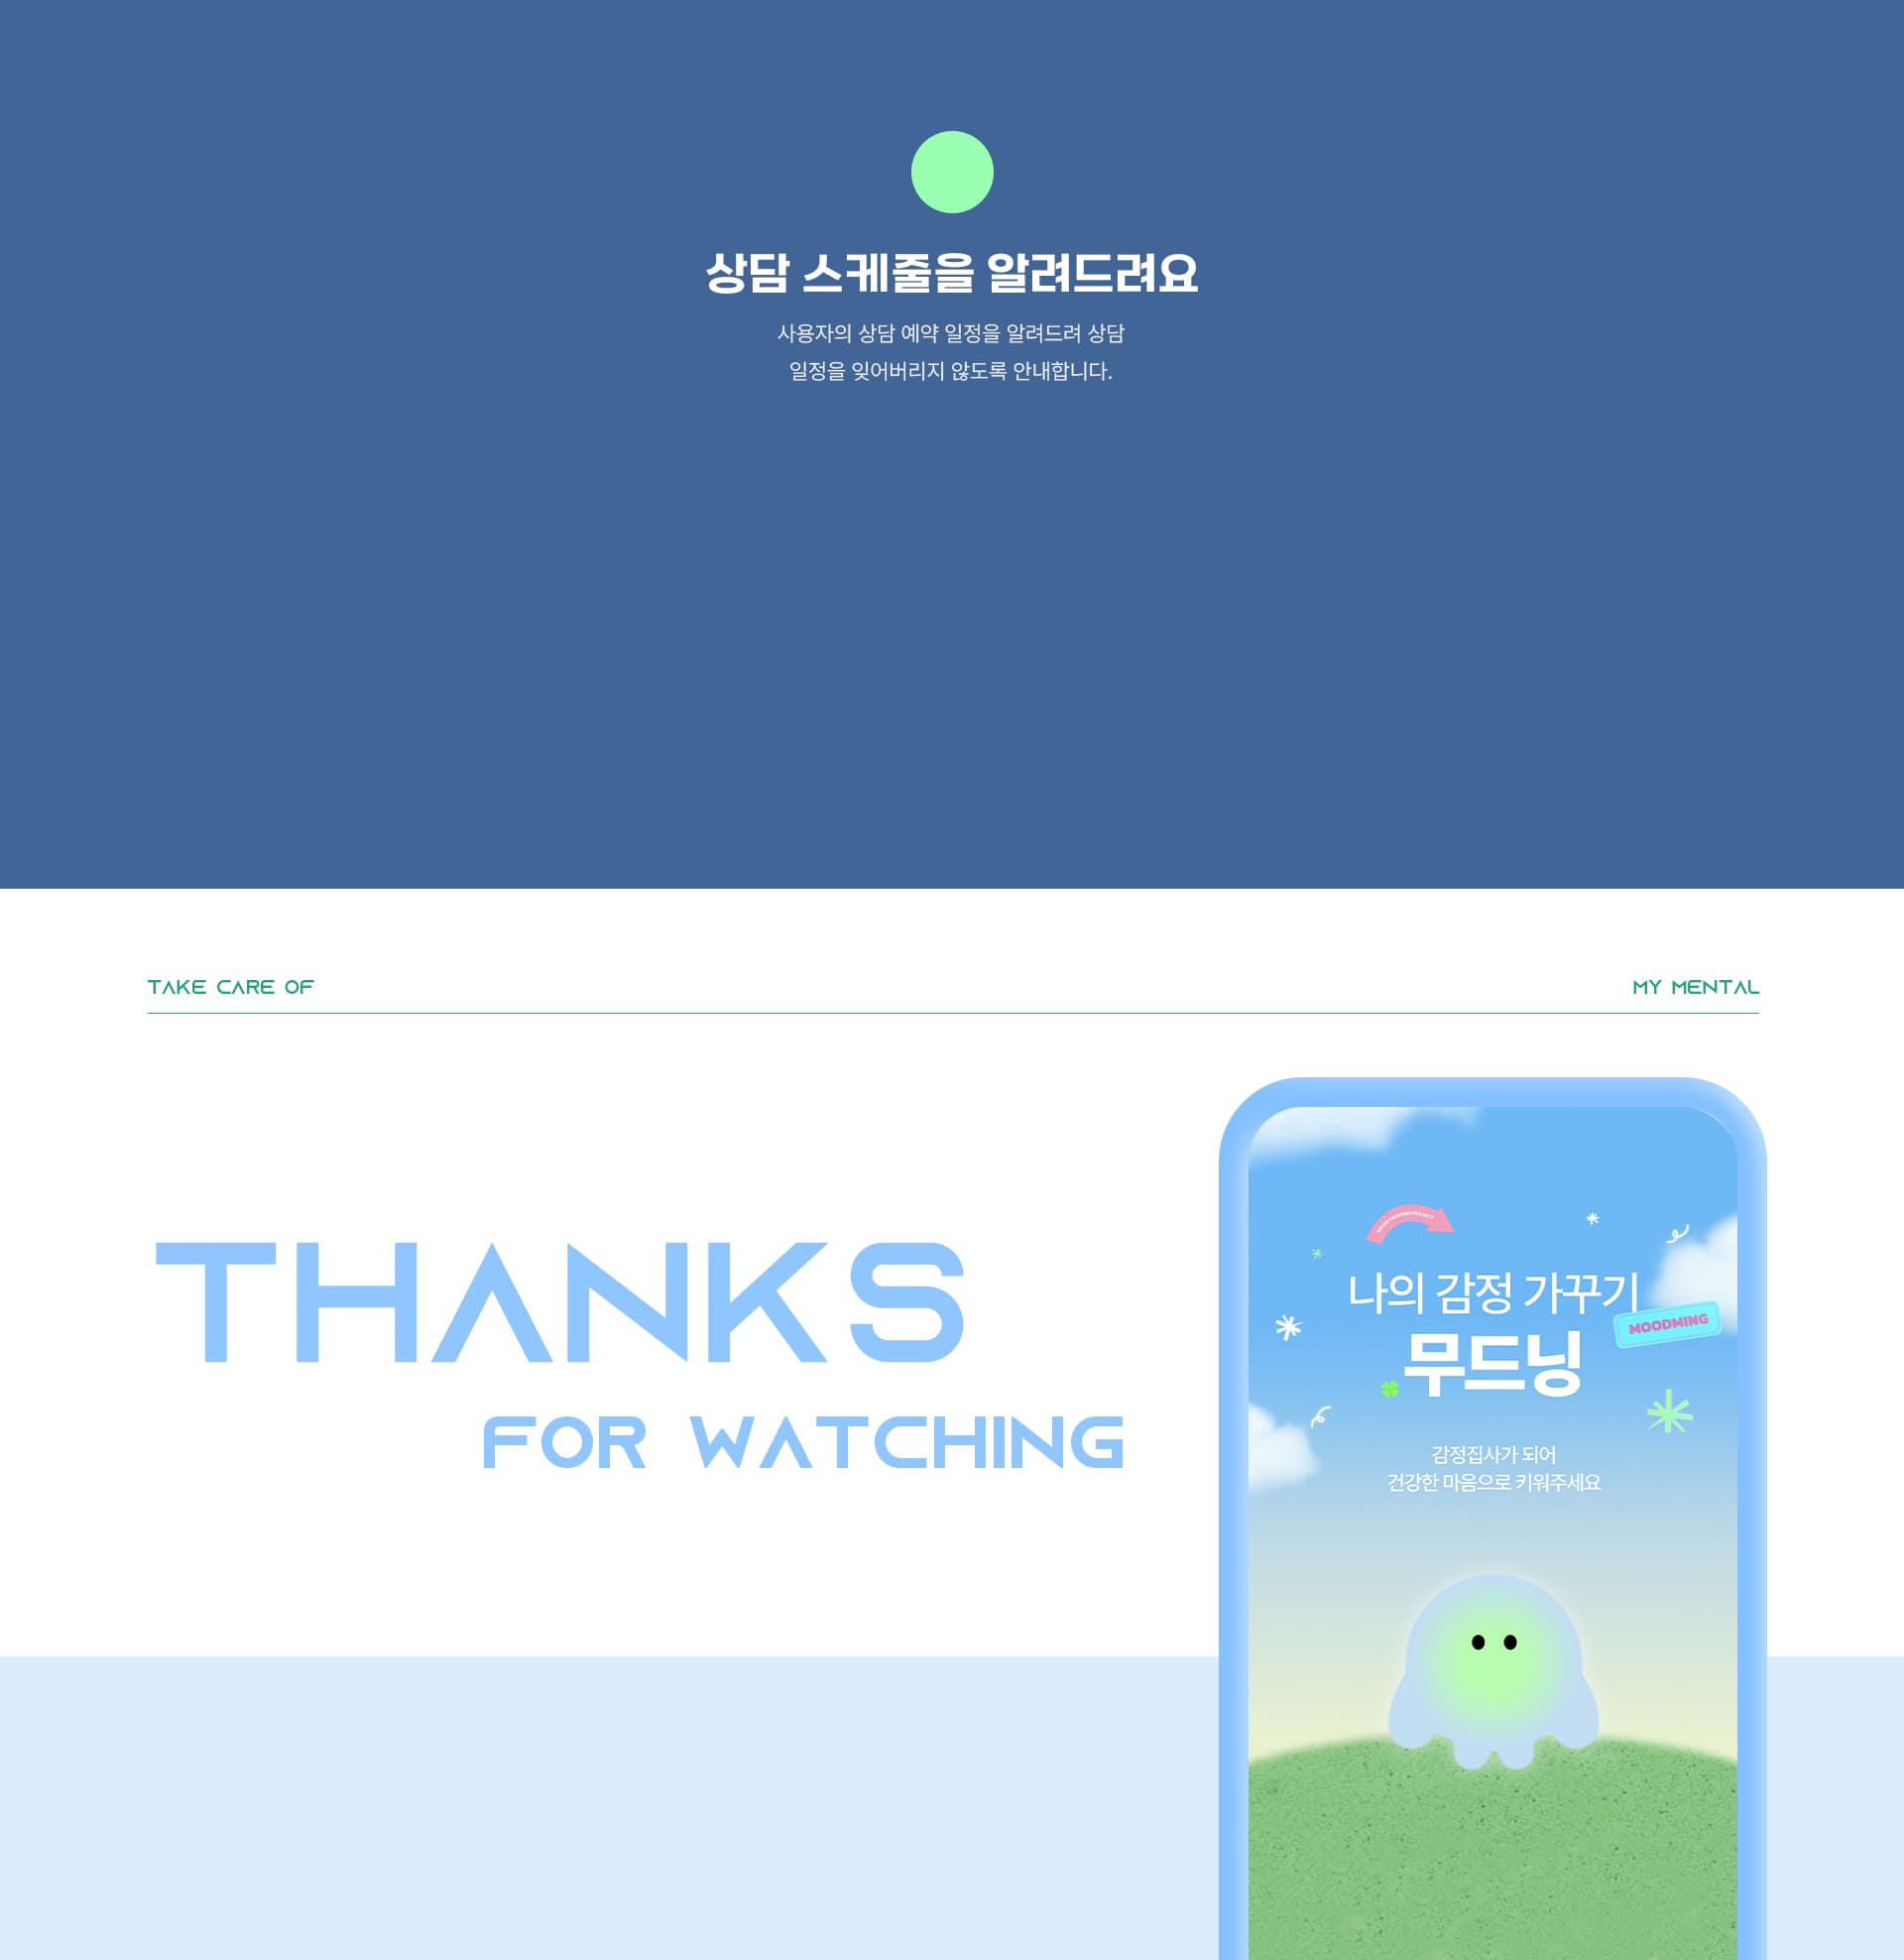 상담 스케줄을 알려드려요
사용자의 상담 예약 일정을 알려드려 상담
일정을 잊어버리지 않도록 안내합니다.
TAKE CARE OF
MY MENTAL
THANKS
FOR WATCHING
나의 감정 가꾸기
MOODMING
무드닝
감정집사가 되어
건강한 마음으로 키워주세요